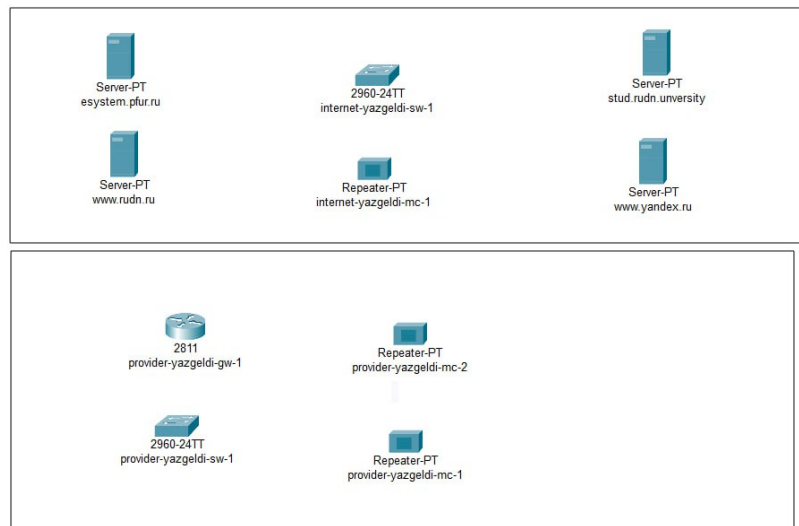 Server-PT
esystem.pfur.ru
2960-24TT
internet-yazgeldi-sw-1
Server-PT
stud.rudn.unversity
Server-PT
www.rudn.ru
Repeater-PT
internet-yazgeldi-mc-1
Server-PT
www.yandex.ru
2811
provider-yazgeldi-gw-1
Repeater-PT
provider-yazgeldi-mc-2
2960-24TT
provider-yazgeldi-sw-1
Repeater-PT
provider-yazgeldi-mc-1